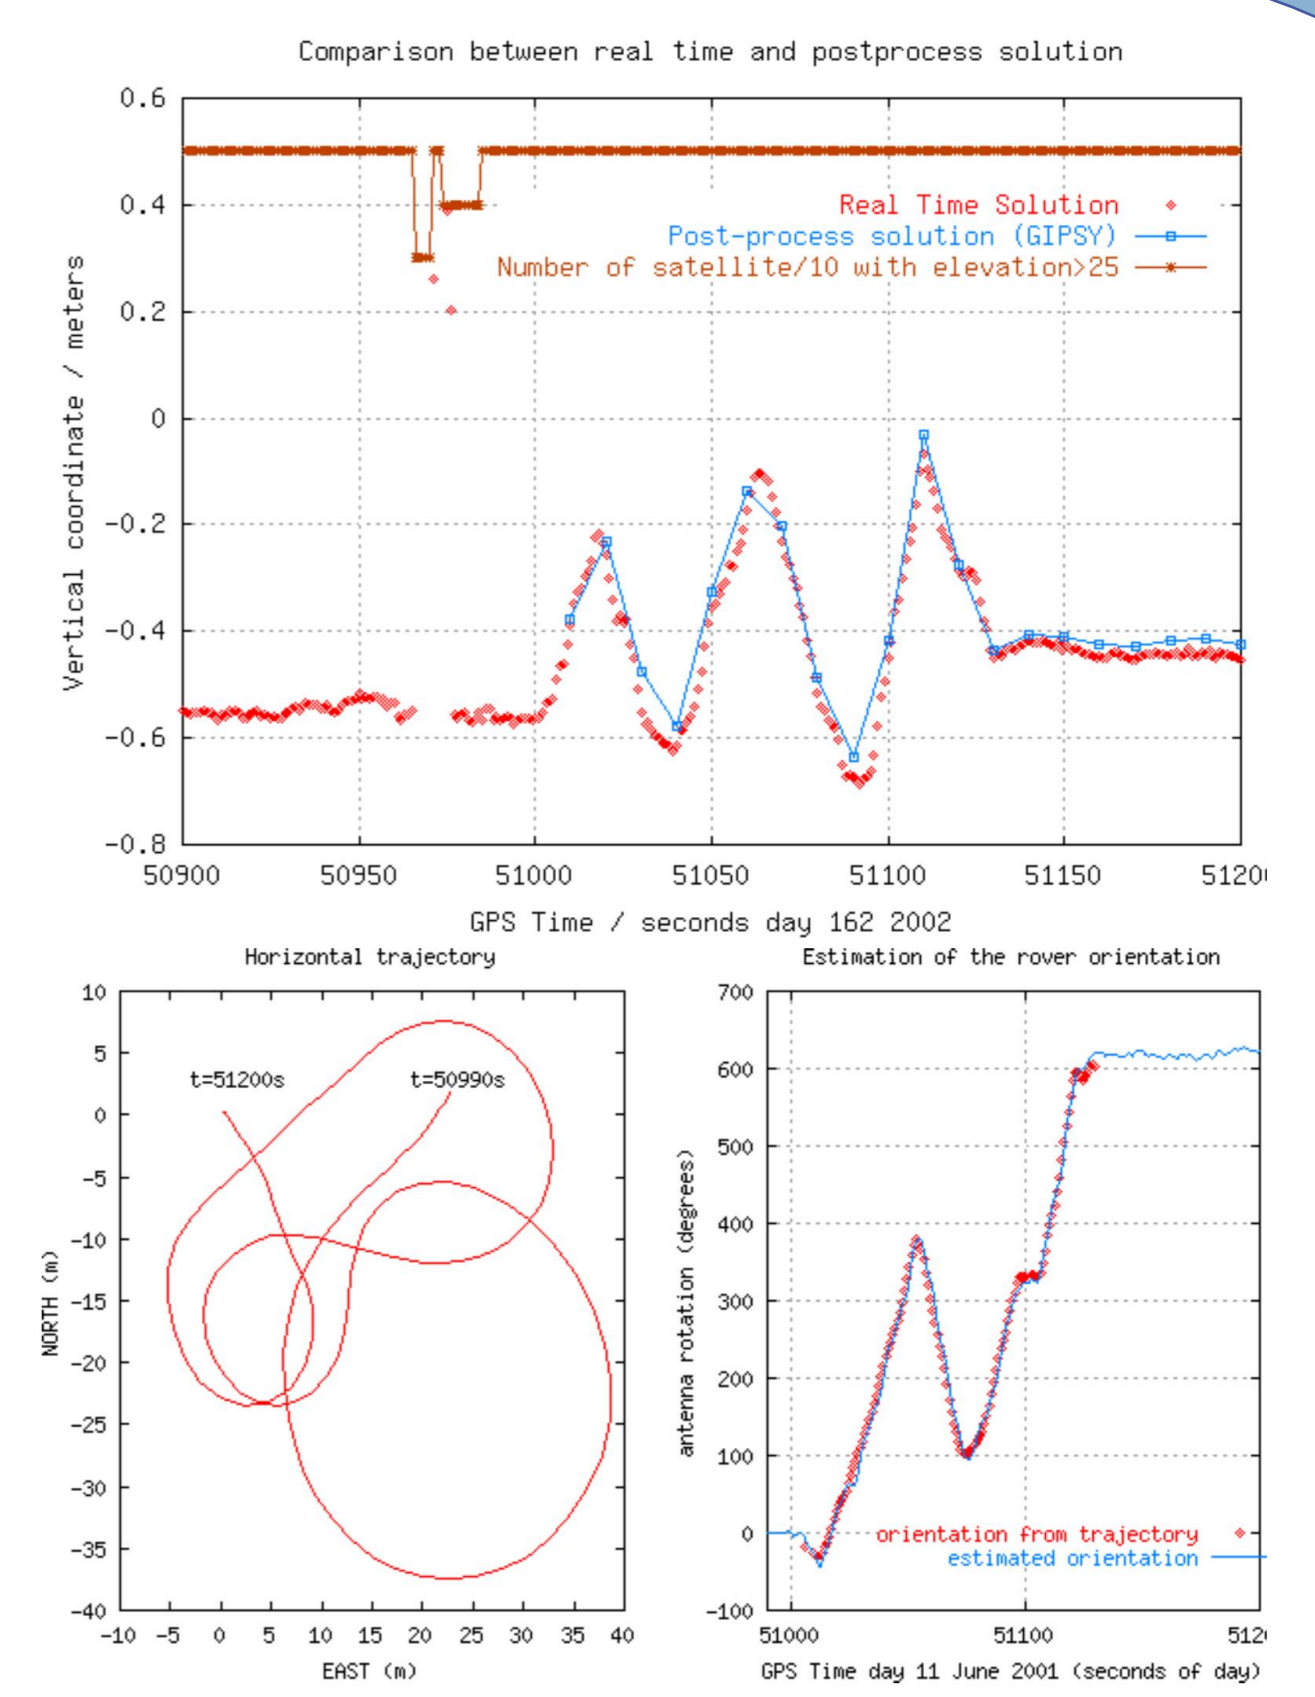 Comparison between real time and postprocess solution
0.6
0.4
0.2
0
-0.2
-0.4
-0.6
-0.8
Vertical coordinate / meters
Real Time Solution
Post-process solution (GIPSY)
Number of satellite/10 with elevation>25
50900 50950 51000 51050 51100 51150 5120
GPS Time / seconds day 162 2002
Horizontal trajectory
10
5
0
-5
-10
-15
-20
-25
-30
-35
-40
NORTH (m)
t=51200s t=50990s
-10 -5 0 5 10 15 20 25 30 35 40
EAST (m)
Estimation of the rover orientation
700
600
500
400
300
200
100
0
-100
antenna rotation (degrees)
orientation from trajectory
estimated orientation
51000 51100 512
GPS Time day 11 June 2001 (seconds of day)